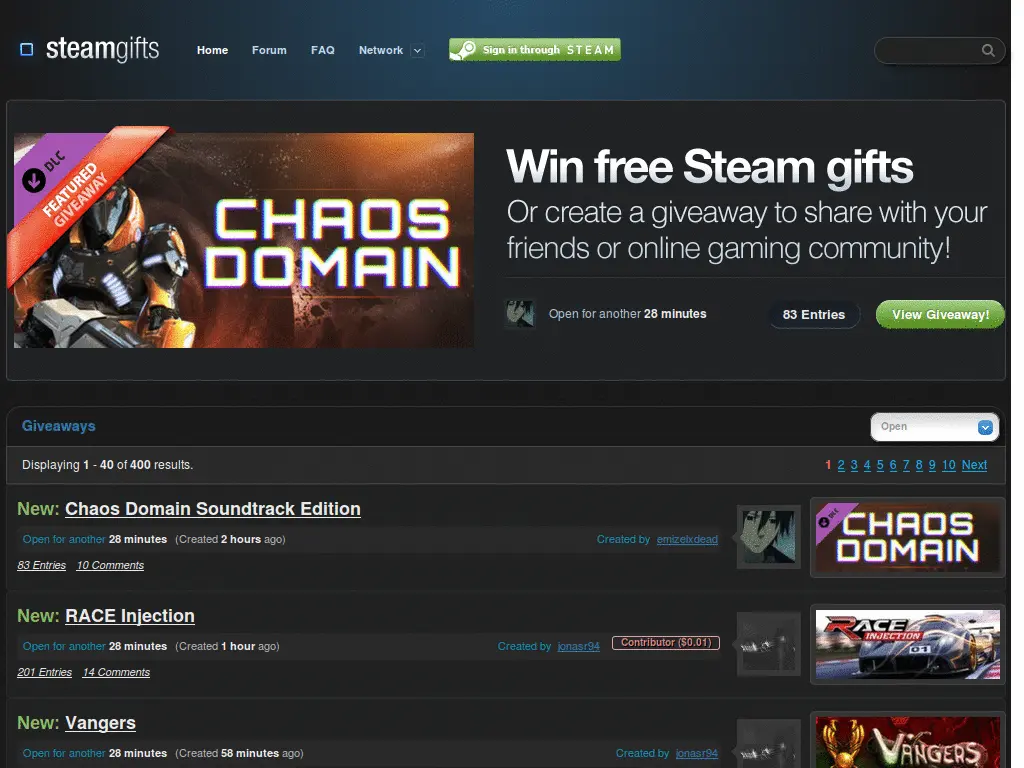 steamgifts Home Forum FAQ Network Sign in through STEAM
DLC
FEATURED
GIVEAWAY
CHAOS
DOMAIN
Win free Steam gifts
Or create a giveaway to share with your
friends or online gaming community!
Open for another 28 minutes 83 Entries View Giveaway!
Giveaways Open
Displaying 1 - 40 of 400 results. 1 2 3 4 5 6 7 8 9 10 Next
New: Chaos Domain Soundtrack Edition
Open for another 28 minutes (Created 2 hours ago) Created by emizelxdead
83 Entries 10 Comments
DLC
CHAOS
DOMAIN
New: RACE Injection
Open for another 28 minutes (Created 1 hour ago) Created by jonasr94 Contributor ($0.01)
201 Entries 14 Comments
RACE
INJECTION
01
New: Vangers
Open for another 28 minutes (Created 58 minutes ago) Created by jonasr94
VANGERS